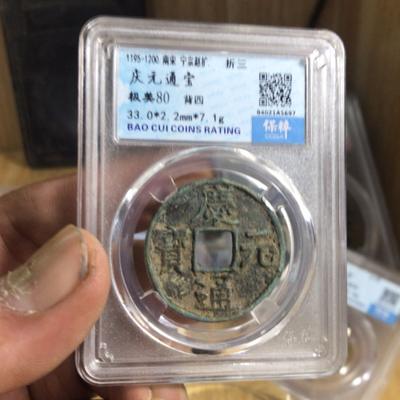 1195-1200 南宋 宁宗赵扩 折三
庆元通宝
极美80 背四
33.0*2.2mm*7.1g
BAO CUI COINS RATING
保粹
慶元通寶